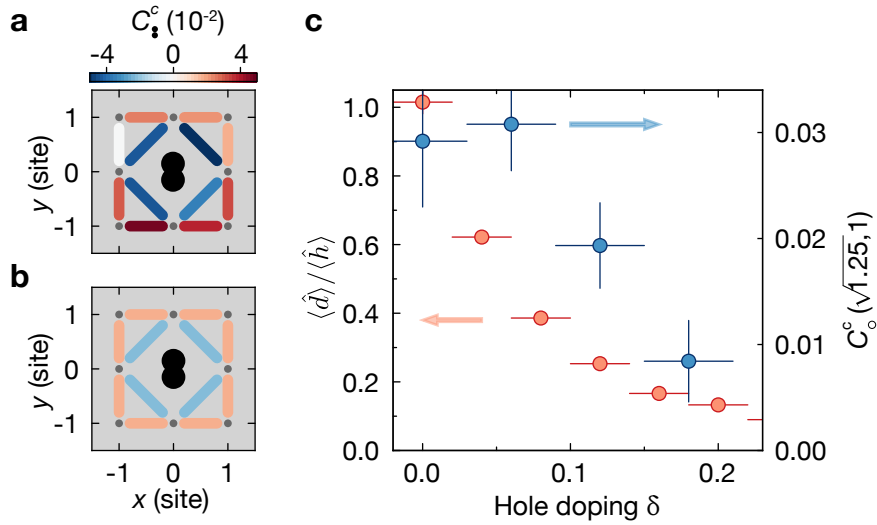 a
C^c_●● (10⁻²)
-4 0 4
y (site)
1
0
-1
b
y (site)
1
0
-1
-1 0 1
x (site)
c
⟨d̂⟩/⟨ĥ⟩
1.0
0.8
0.6
0.4
0.2
0.0
0.03
0.02
0.01
0.00
C^c_○ (√1.25, 1)
0.0 0.1 0.2
Hole doping δ